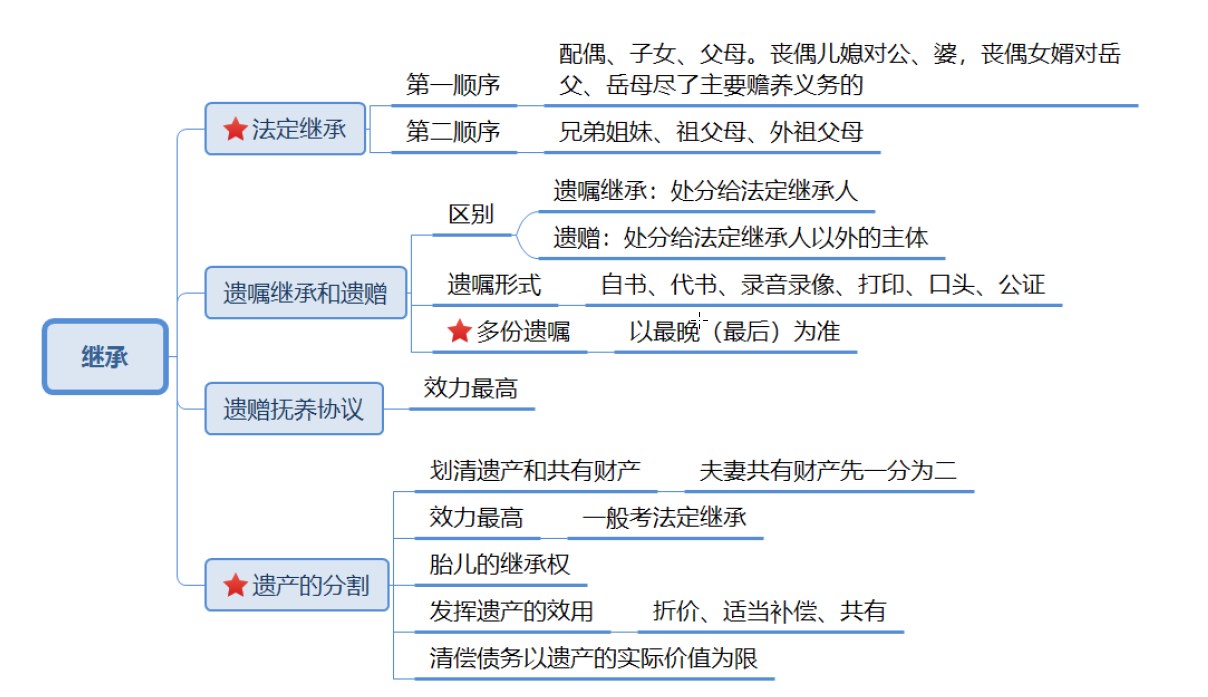 继承
法定继承
第一顺序
配偶、子女、父母。丧偶儿媳对公、婆，丧偶女婿对岳
父、岳母尽了主要赡养义务的
第二顺序
兄弟姐妹、祖父母、外祖父母
遗嘱继承和遗赠
区别
遗嘱继承：处分给法定继承人
遗赠：处分给法定继承人以外的主体
遗嘱形式
自书、代书、录音录像、打印、口头、公证
多份遗嘱
以最晚（最后）为准
遗赠抚养协议
效力最高
遗产的分割
划清遗产和共有财产
夫妻共有财产先一分为二
效力最高
一般考法定继承
胎儿的继承权
发挥遗产的效用
折价、适当补偿、共有
清偿债务以遗产的实际价值为限